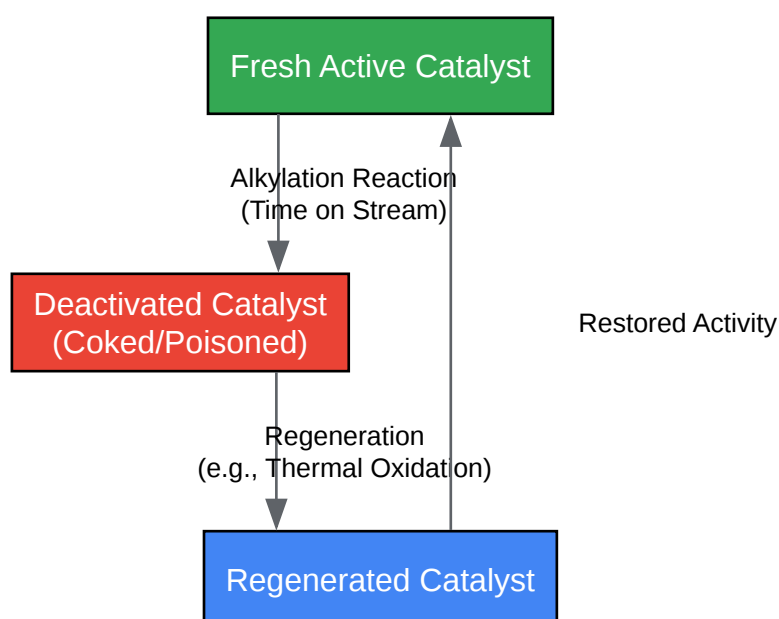 Fresh Active Catalyst
Alkylation Reaction
(Time on Stream)
Deactivated Catalyst
(Coked/Poisoned)
Restored Activity
Regeneration
(e.g., Thermal Oxidation)
Regenerated Catalyst